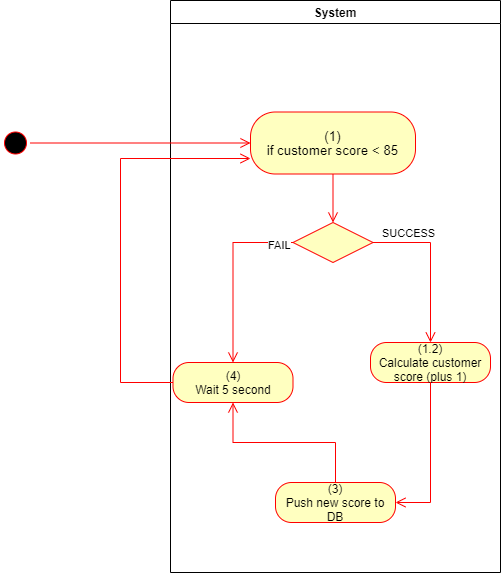 System
(1)
if customer score < 85
FAIL
SUCCESS
(1.2)
Calculate customer
score (plus 1)
(4)
Wait 5 second
(3)
Push new score to
DB